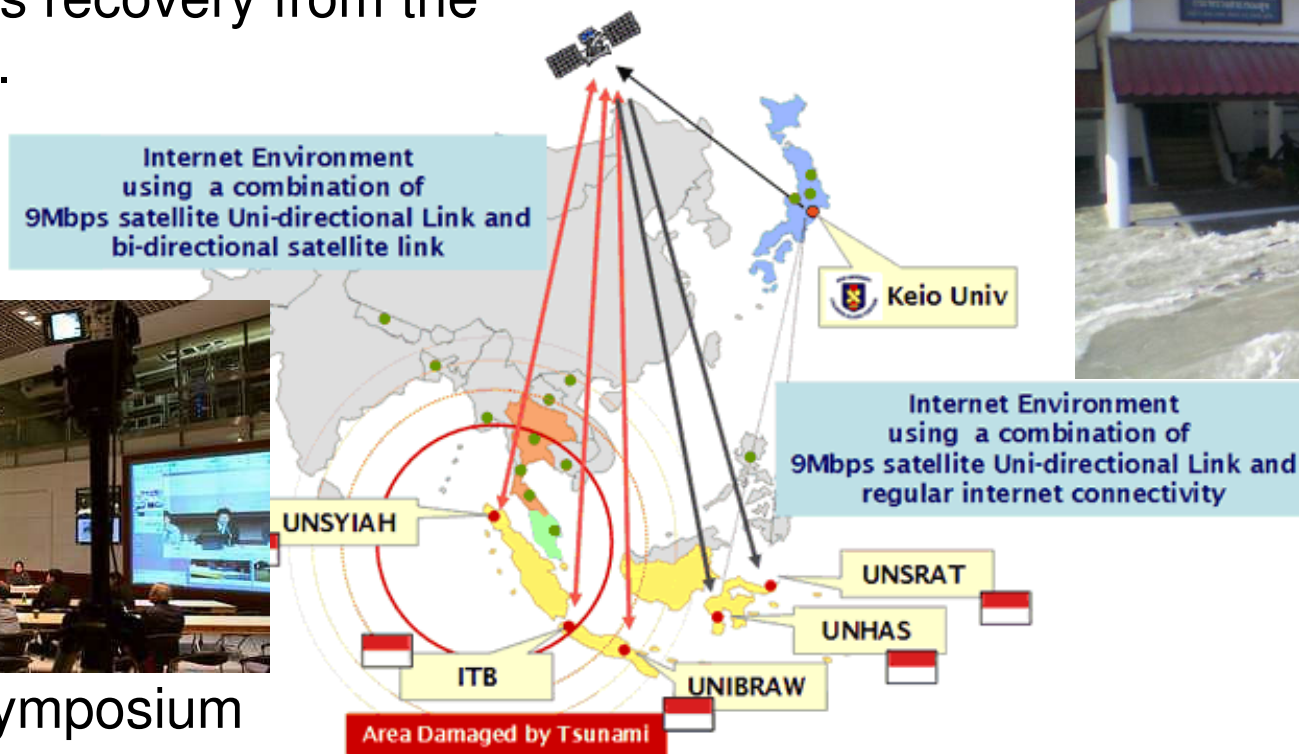 s recovery from the
.
Internet Environment
using a combination of
9Mbps satellite Uni-directional Link and
bi-directional satellite link
Keio Univ
Internet Environment
using a combination of
9Mbps satellite Uni-directional Link and
regular internet connectivity
UNSYIAH
UNSRAT
UNHAS
ITB
UNIBRAW
ymposium
Area Damaged by Tsunami